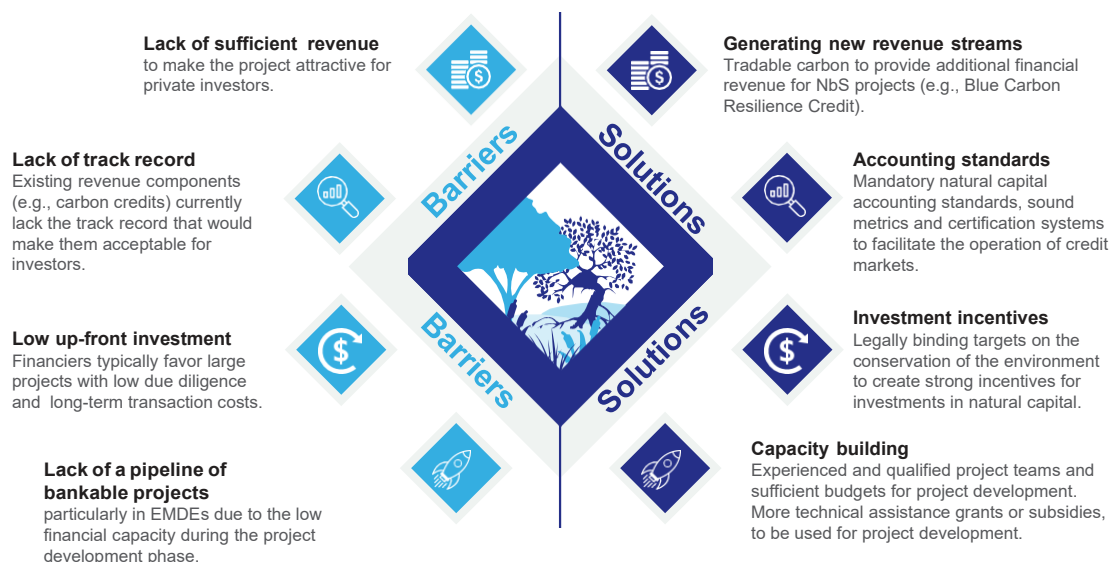 Lack of sufficient revenue
to make the project attractive for
private investors.
Lack of track record
Existing revenue components
(e.g., carbon credits) currently
lack the track record that would
make them acceptable for
investors.
Low up-front investment
Financiers typically favor large
projects with low due diligence
and long-term transaction costs.
Lack of a pipeline of
bankable projects
particularly in EMDEs due to the low
financial capacity during the project
development phase.
Barriers
Barriers
Solutions
Solutions
$
$
$
$
Generating new revenue streams
Tradable carbon to provide additional financial
revenue for NbS projects (e.g., Blue Carbon
Resilience Credit).
Accounting standards
Mandatory natural capital
accounting standards, sound
metrics and certification systems
to facilitate the operation of credit
markets.
Investment incentives
Legally binding targets on the
conservation of the environment
to create strong incentives for
investments in natural capital.
Capacity building
Experienced and qualified project teams and
sufficient budgets for project development.
More technical assistance grants or subsidies,
to be used for project development.